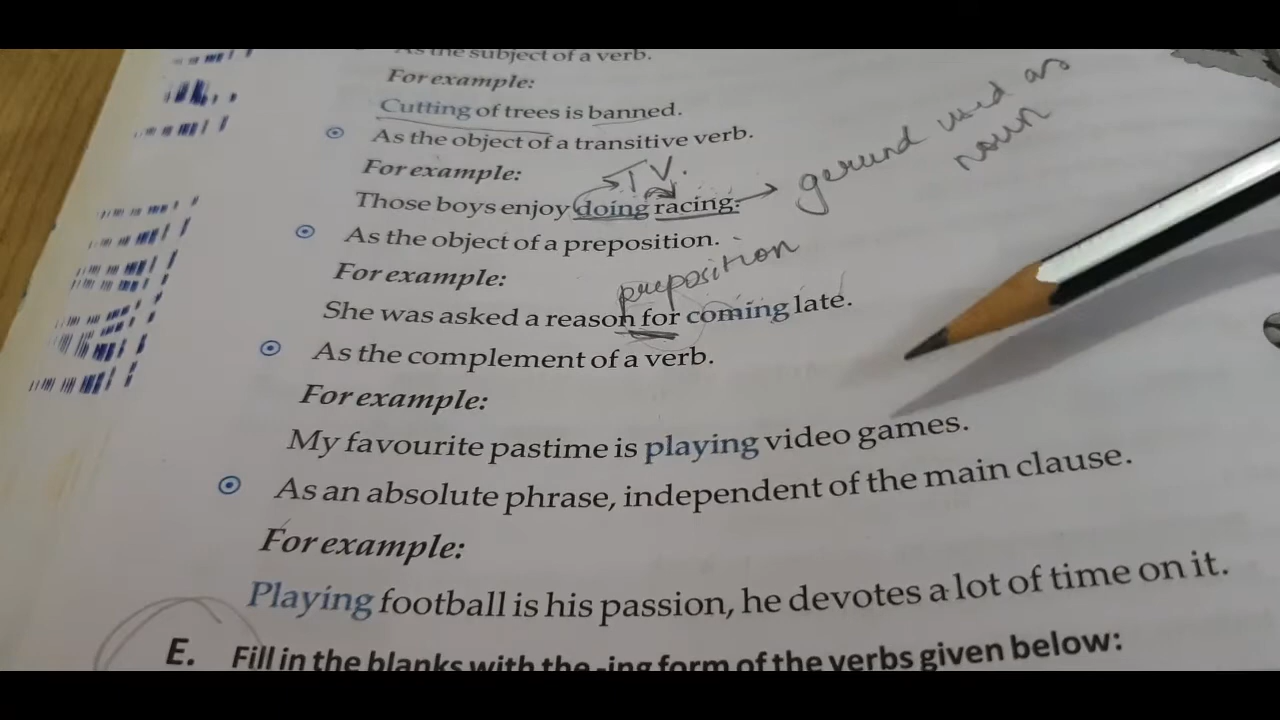 As the subject of a verb.
For example:
Cutting of trees is banned.
As the object of a transitive verb.
For example:
T.V.
Those boys enjoy doing racing.
gerund used as
noun
As the object of a preposition.
For example:
preposition
She was asked a reason for coming late.
As the complement of a verb.
For example:
My favourite pastime is playing video games.
As an absolute phrase, independent of the main clause.
For example:
Playing football is his passion, he devotes a lot of time on it.
E. Fill in the blanks with the -ing form of the verbs given below: